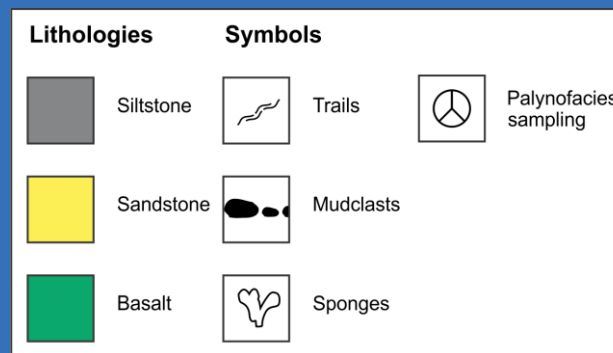 Lithologies Symbols
Siltstone Trails Palynofacies
sampling
Sandstone Mudclasts
Basalt Sponges